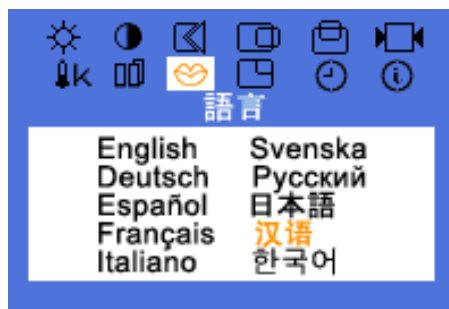 K
語言
English Svenska
Deutsch Русский
Español 日本語
Français 汉语
Italiano 한국어